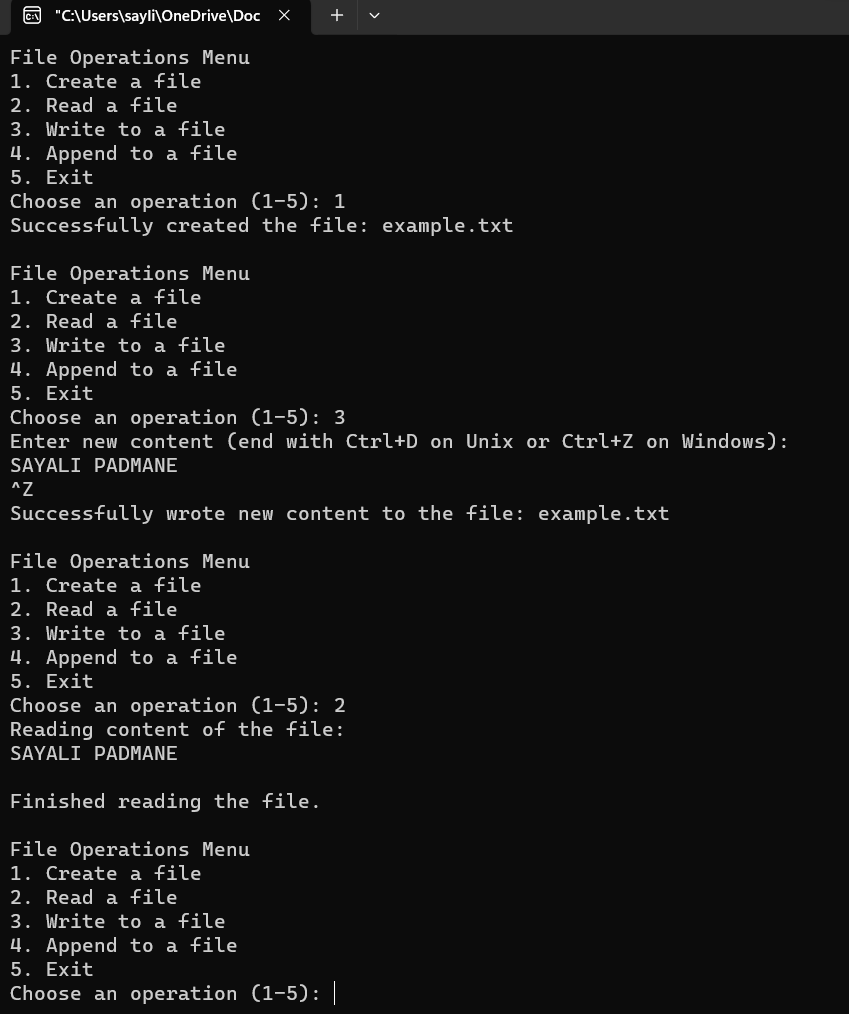 "C:\Users\sayli\OneDrive\Doc
File Operations Menu
1. Create a file
2. Read a file
3. Write to a file
4. Append to a file
5. Exit
Choose an operation (1-5): 1
Successfully created the file: example.txt

File Operations Menu
1. Create a file
2. Read a file
3. Write to a file
4. Append to a file
5. Exit
Choose an operation (1-5): 3
Enter new content (end with Ctrl+D on Unix or Ctrl+Z on Windows):
SAYALI PADMANE
^Z
Successfully wrote new content to the file: example.txt

File Operations Menu
1. Create a file
2. Read a file
3. Write to a file
4. Append to a file
5. Exit
Choose an operation (1-5): 2
Reading content of the file:
SAYALI PADMANE

Finished reading the file.

File Operations Menu
1. Create a file
2. Read a file
3. Write to a file
4. Append to a file
5. Exit
Choose an operation (1-5):